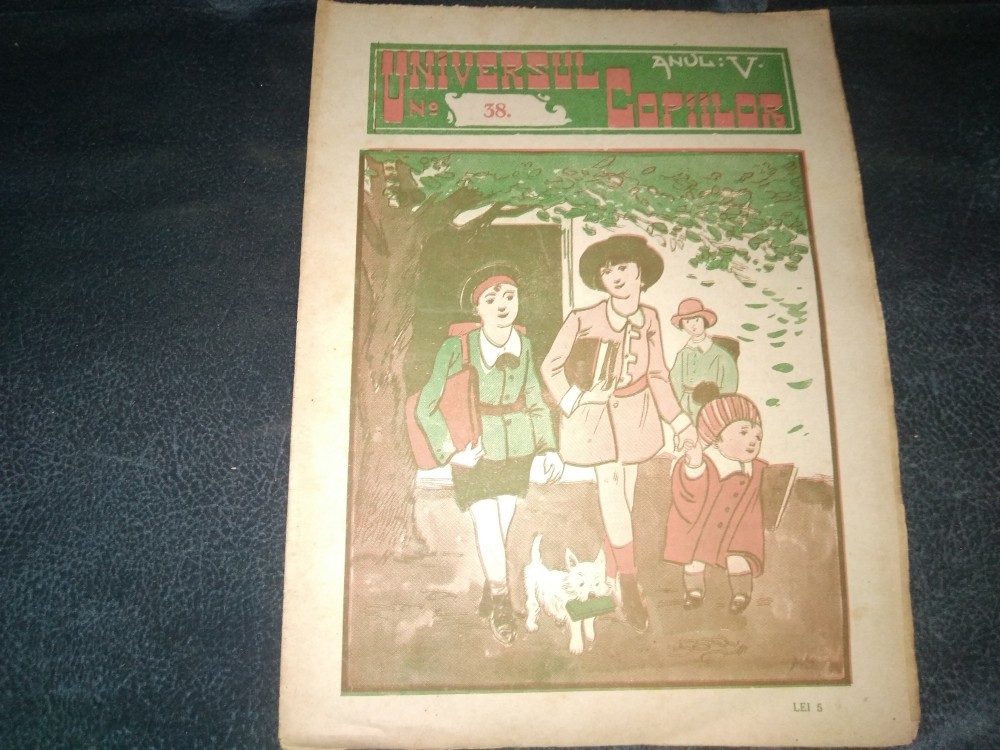 UNIVERSUL
ANUL: V.
No 38.
COPIILOR
LEI 5